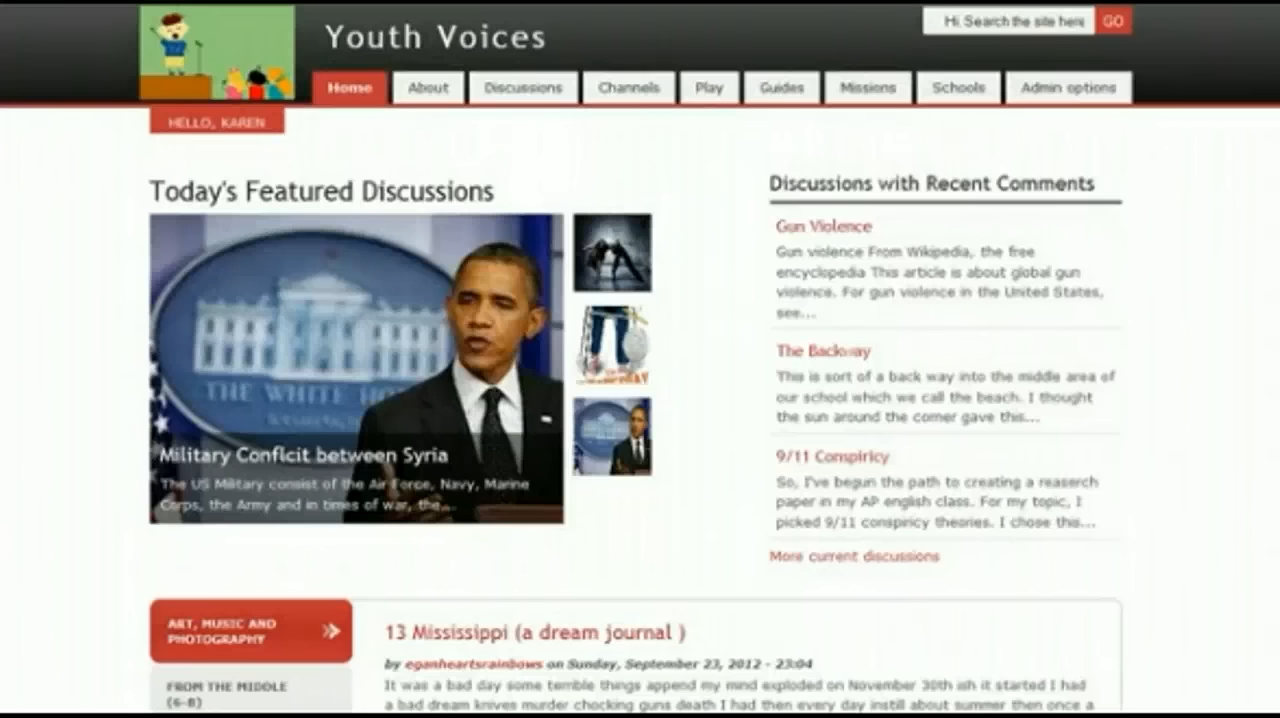 Youth Voices
Hi, Search the site here
GO
Home
About
Discussions
Channels
Play
Guides
Missions
Schools
Admin options
HELLO, KAREN
Today's Featured Discussions
THE WHITE HO
Military Conflcit between Syria
The US Military consist of the Air Force, Navy, Marine
Corps, the Army and in times of war, the...
Discussions with Recent Comments
Gun Violence
Gun violence From Wikipedia, the free
encyclopedia This article is about global gun
violence. For gun violence in the United States,
see...
The Backway
This is sort of a back way into the middle area of
our school which we call the beach. I thought
the sun around the corner gave this...
9/11 Conspiricy
So, I've begun the path to creating a reaserch
paper in my AP english class. For my topic, I
picked 9/11 conspiricy theories. I chose this...
More current discussions
ART, MUSIC AND
PHOTOGRAPHY
FROM THE MIDDLE
(6-8)
13 Mississippi (a dream journal )
by eganheartsrainbows on Sunday, September 23, 2012 - 23:04
It was a bad day some terrible things append my mind exploded on November 30th ish it started I had
a bad dream knives murder chocking guns death I had then every day instill about summer then once a